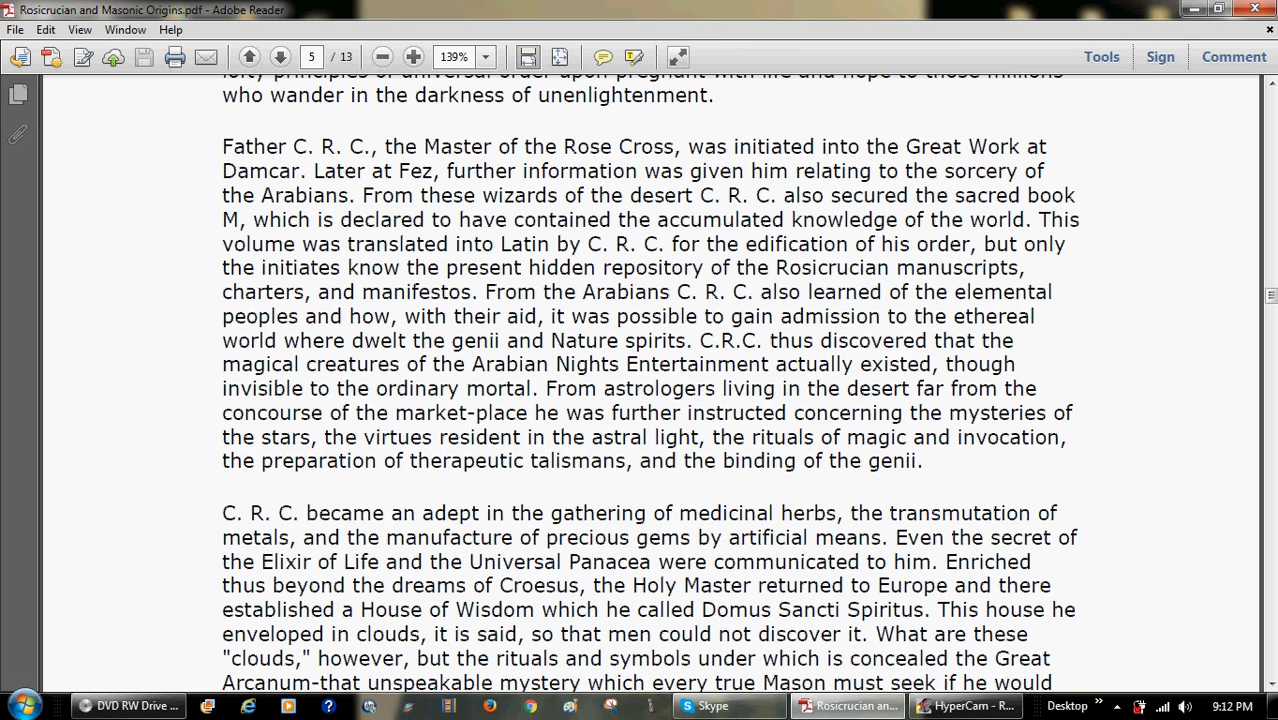 Rosicrucian and Masonic Origins.pdf - Adobe Reader
File Edit View Window Help
5 / 13 139% Tools Sign Comment
lofty principles of universal order upon pregnant with life and hope to those millions
who wander in the darkness of unenlightenment.
Father C. R. C., the Master of the Rose Cross, was initiated into the Great Work at
Damcar. Later at Fez, further information was given him relating to the sorcery of
the Arabians. From these wizards of the desert C. R. C. also secured the sacred book
M, which is declared to have contained the accumulated knowledge of the world. This
volume was translated into Latin by C. R. C. for the edification of his order, but only
the initiates know the present hidden repository of the Rosicrucian manuscripts,
charters, and manifestos. From the Arabians C. R. C. also learned of the elemental
peoples and how, with their aid, it was possible to gain admission to the ethereal
world where dwelt the genii and Nature spirits. C.R.C. thus discovered that the
magical creatures of the Arabian Nights Entertainment actually existed, though
invisible to the ordinary mortal. From astrologers living in the desert far from the
concourse of the market-place he was further instructed concerning the mysteries of
the stars, the virtues resident in the astral light, the rituals of magic and invocation,
the preparation of therapeutic talismans, and the binding of the genii.
C. R. C. became an adept in the gathering of medicinal herbs, the transmutation of
metals, and the manufacture of precious gems by artificial means. Even the secret of
the Elixir of Life and the Universal Panacea were communicated to him. Enriched
thus beyond the dreams of Croesus, the Holy Master returned to Europe and there
established a House of Wisdom which he called Domus Sancti Spiritus. This house he
enveloped in clouds, it is said, so that men could not discover it. What are these
"clouds," however, but the rituals and symbols under which is concealed the Great
Arcanum-that unspeakable mystery which every true Mason must seek if he would
DVD RW Drive ... Skype Rosicrucian an... HyperCam - R... Desktop 9:12 PM